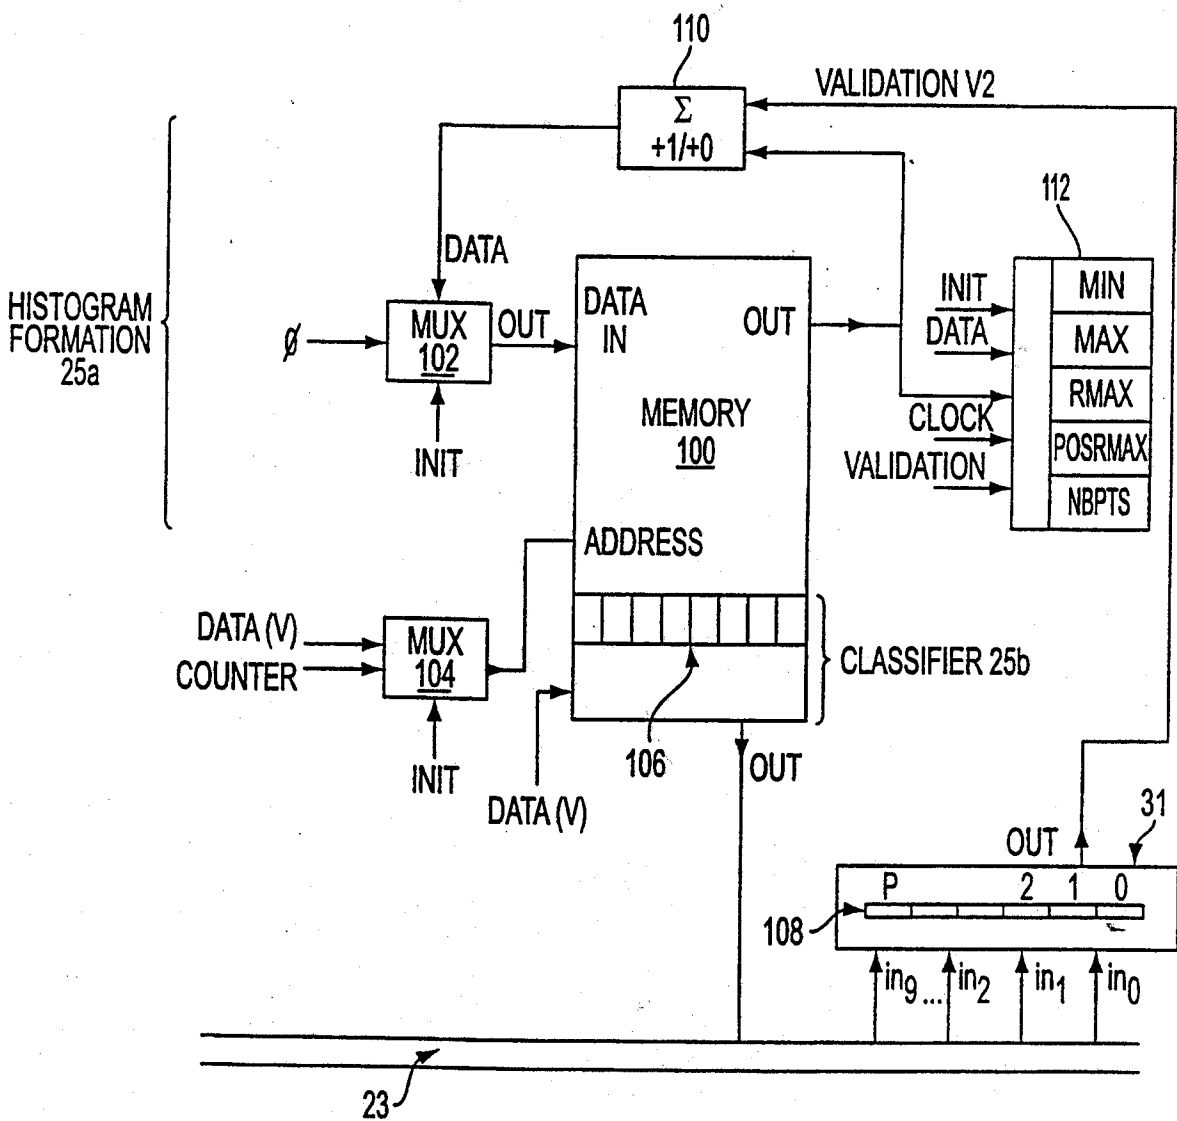 110
VALIDATION V2
Σ
+1/+0
112
HISTOGRAM
FORMATION
25a
DATA
INIT
DATA
CLOCK
VALIDATION
MIN
MAX
RMAX
POSRMAX
NBPTS
∅
MUX
102
OUT
INIT
DATA
IN
OUT
MEMORY
100
ADDRESS
DATA (V)
COUNTER
MUX
104
INIT
DATA (V)
106
CLASSIFIER 25b
OUT
OUT
31
P 2 1 0
108
in9... in2 in1 in0
23